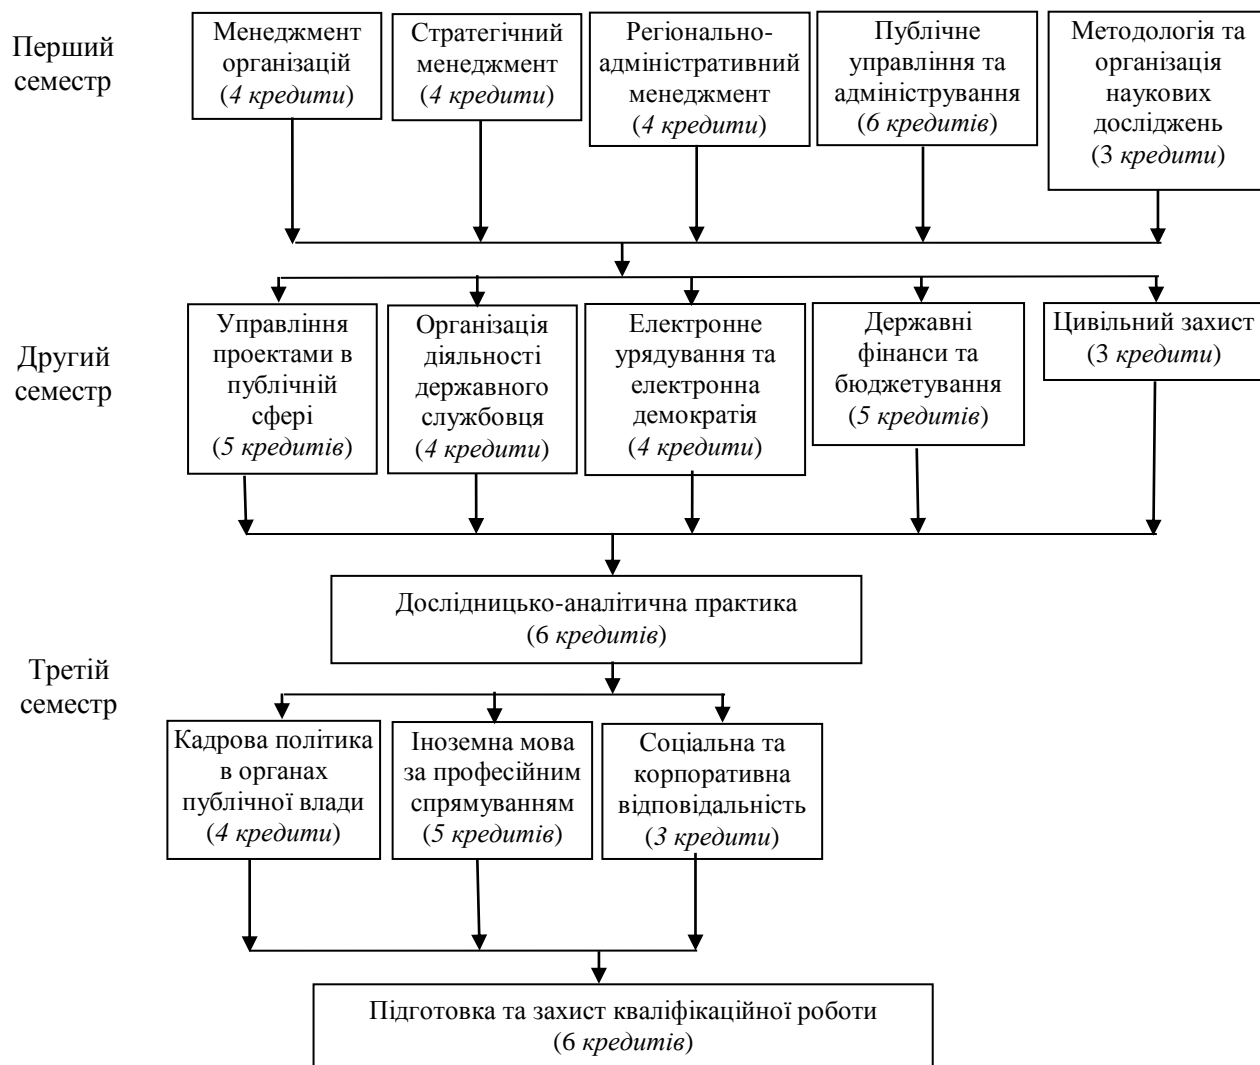 Перший
семестр
Менеджмент
організацій
(4 кредити)
Стратегічний
менеджмент
(4 кредити)
Регіонально-
адміністративний
менеджмент
(4 кредити)
Публічне
управління та
адміністрування
(6 кредитів)
Методологія та
організація
наукових
досліджень
(3 кредити)
Другий
семестр
Управління
проектами в
публічній
сфері
(5 кредитів)
Організація
діяльності
державного
службовця
(4 кредити)
Електронне
урядування та
електронна
демократія
(4 кредити)
Державні
фінанси та
бюджетування
(5 кредитів)
Цивільний захист
(3 кредити)
Дослідницько-аналітична практика
(6 кредитів)
Третій
семестр
Кадрова політика
в органах
публічної влади
(4 кредити)
Іноземна мова
за професійним
спрямуванням
(5 кредитів)
Соціальна та
корпоративна
відповідальність
(3 кредити)
Підготовка та захист кваліфікаційної роботи
(6 кредитів)